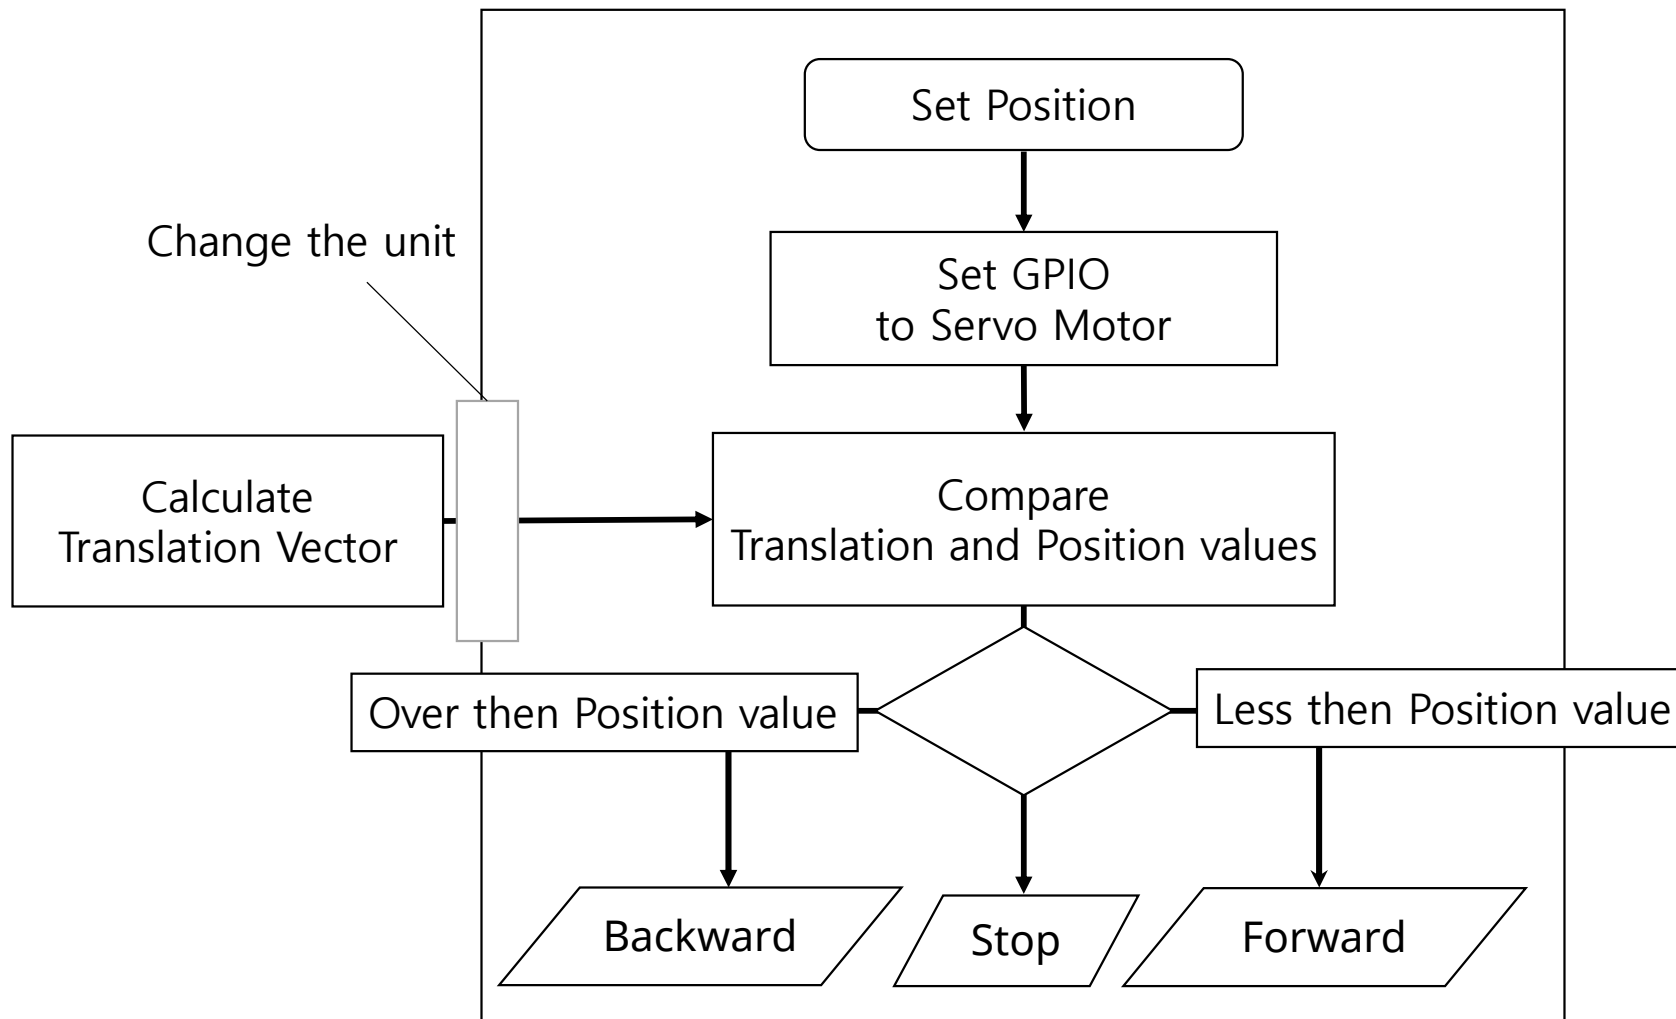 Set Position
Change the unit
Set GPIO
to Servo Motor
Calculate
Translation Vector
Compare
Translation and Position values
Over then Position value
Less then Position value
Backward
Stop
Forward